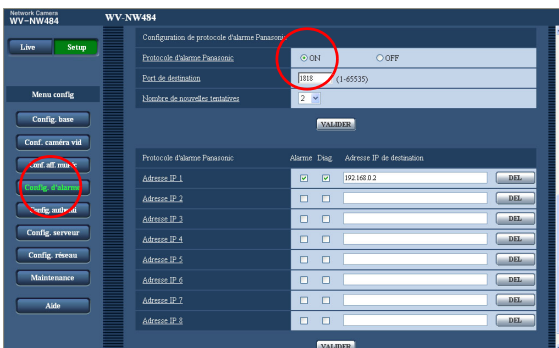 Network Camera
WV-NW484
WV-NW484
Live
Setup
Menu config
Config. base
Conf. caméra vid
Conf. aff. multi-
Config. d'alarme
Config. serveur
Config. réseau
Maintenance
Aide
Configuration de protocole d'alarme Panasonic
Protocole d'alarme Panasonic ON OFF
Port de destination 1818 (1-65535)
Nombre de nouvelles tentatives 2
VALIDER
Protocole d'alarme Panasonic Alarme Diag. Adresse IP de destination
Adresse IP 1 192.168.0.2 DEL
Adresse IP 2 DEL
Adresse IP 3 DEL
Adresse IP 4 DEL
Adresse IP 5 DEL
Adresse IP 6 DEL
Adresse IP 7 DEL
Adresse IP 8 DEL
VALIDER